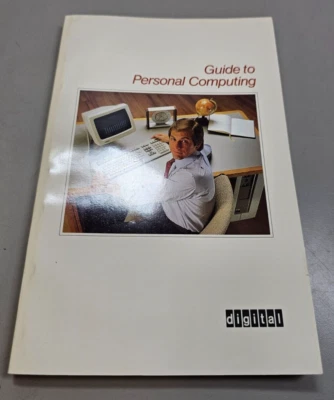 Guide to
Personal Computing
digital